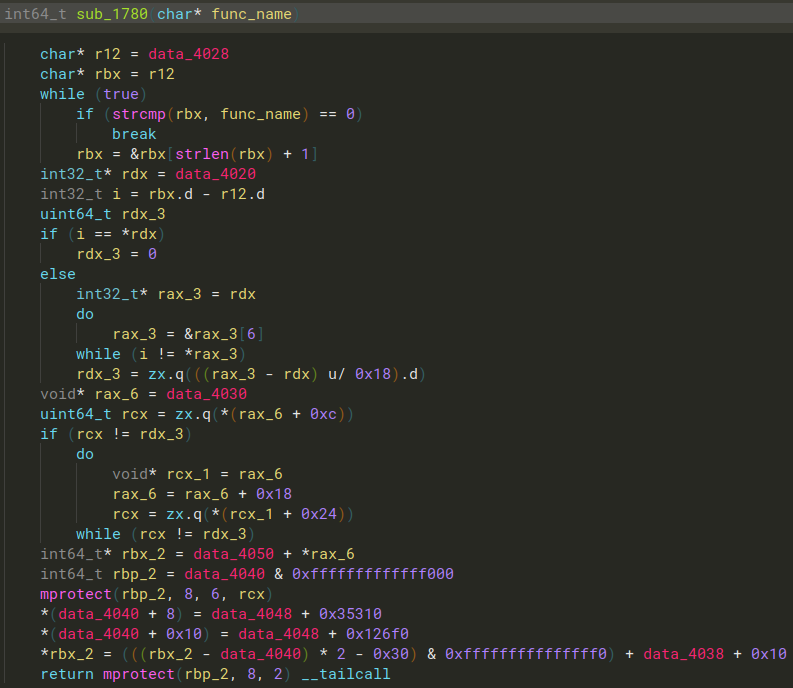 int64_t sub_1780(char* func_name)
char* r12 = data_4028
char* rbx = r12
while (true)
if (strcmp(rbx, func_name) == 0)
break
rbx = &rbx[strlen(rbx) + 1]
int32_t* rdx = data_4020
int32_t i = rbx.d - r12.d
uint64_t rdx_3
if (i == *rdx)
rdx_3 = 0
else
int32_t* rax_3 = rdx
do
rax_3 = &rax_3[6]
while (i != *rax_3)
rdx_3 = zx.q(((rax_3 - rdx) u/ 0x18).d)
void* rax_6 = data_4030
uint64_t rcx = zx.q(*(rax_6 + 0xc))
if (rcx != rdx_3)
do
void* rcx_1 = rax_6
rax_6 = rax_6 + 0x18
rcx = zx.q(*(rcx_1 + 0x24))
while (rcx != rdx_3)
int64_t* rbx_2 = data_4050 + *rax_6
int64_t rbp_2 = data_4040 & 0xfffffffffffff000
mprotect(rbp_2, 8, 6, rcx)
*(data_4040 + 8) = data_4048 + 0x35310
*(data_4040 + 0x10) = data_4048 + 0x126f0
*rbx_2 = (((rbx_2 - data_4040) * 2 - 0x30) & 0xfffffffffffffff0) + data_4038 + 0x10
return mprotect(rbp_2, 8, 2) __tailcall